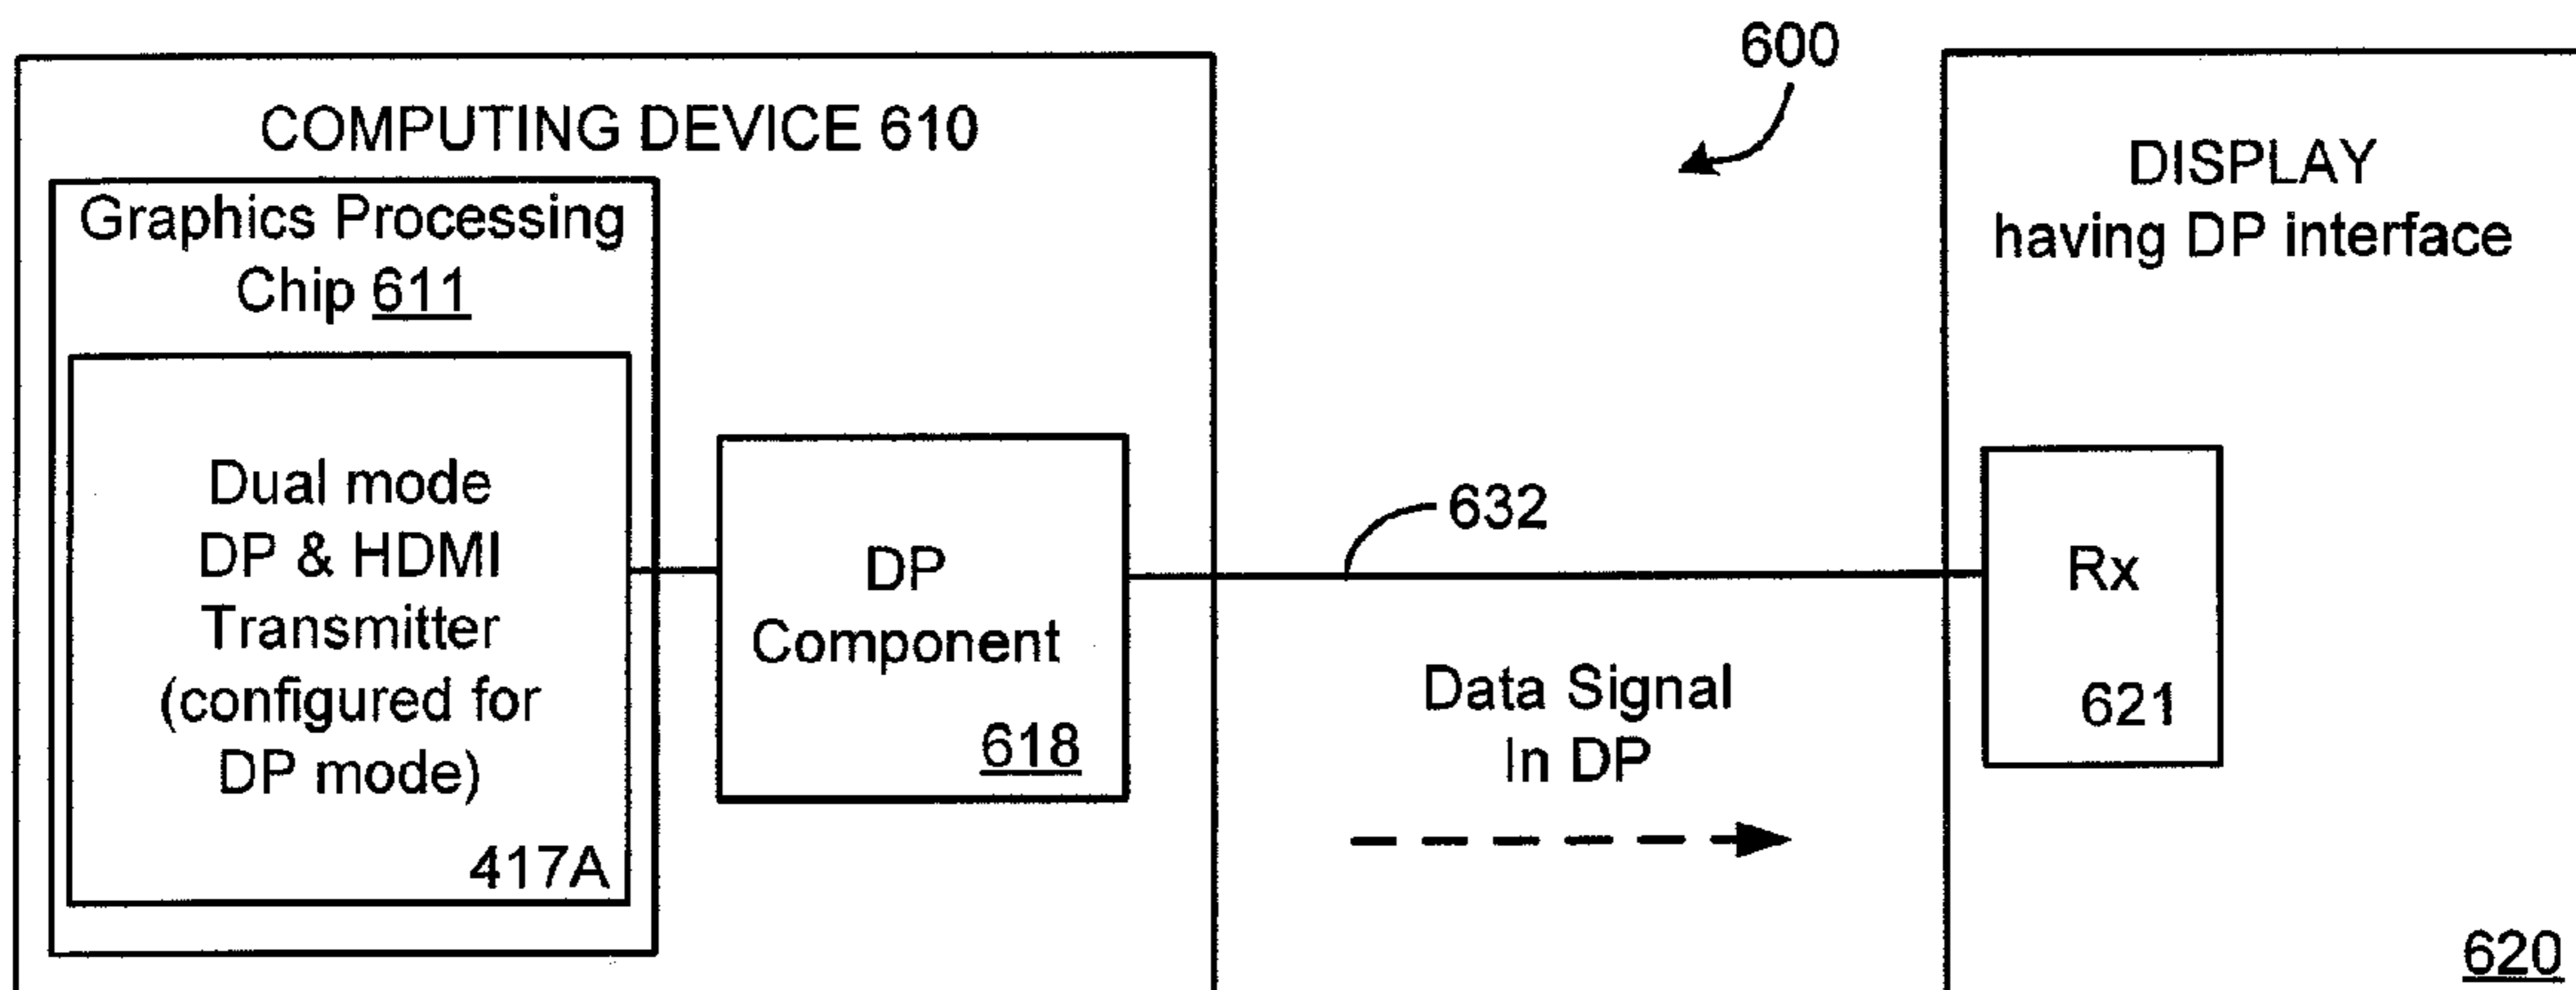 600
COMPUTING DEVICE 610
Graphics Processing
Chip 611
Dual mode
DP & HDMI
Transmitter
(configured for
DP mode)
417A
DP
Component
618
632
Data Signal
In DP
DISPLAY
having DP interface
Rx
621
620